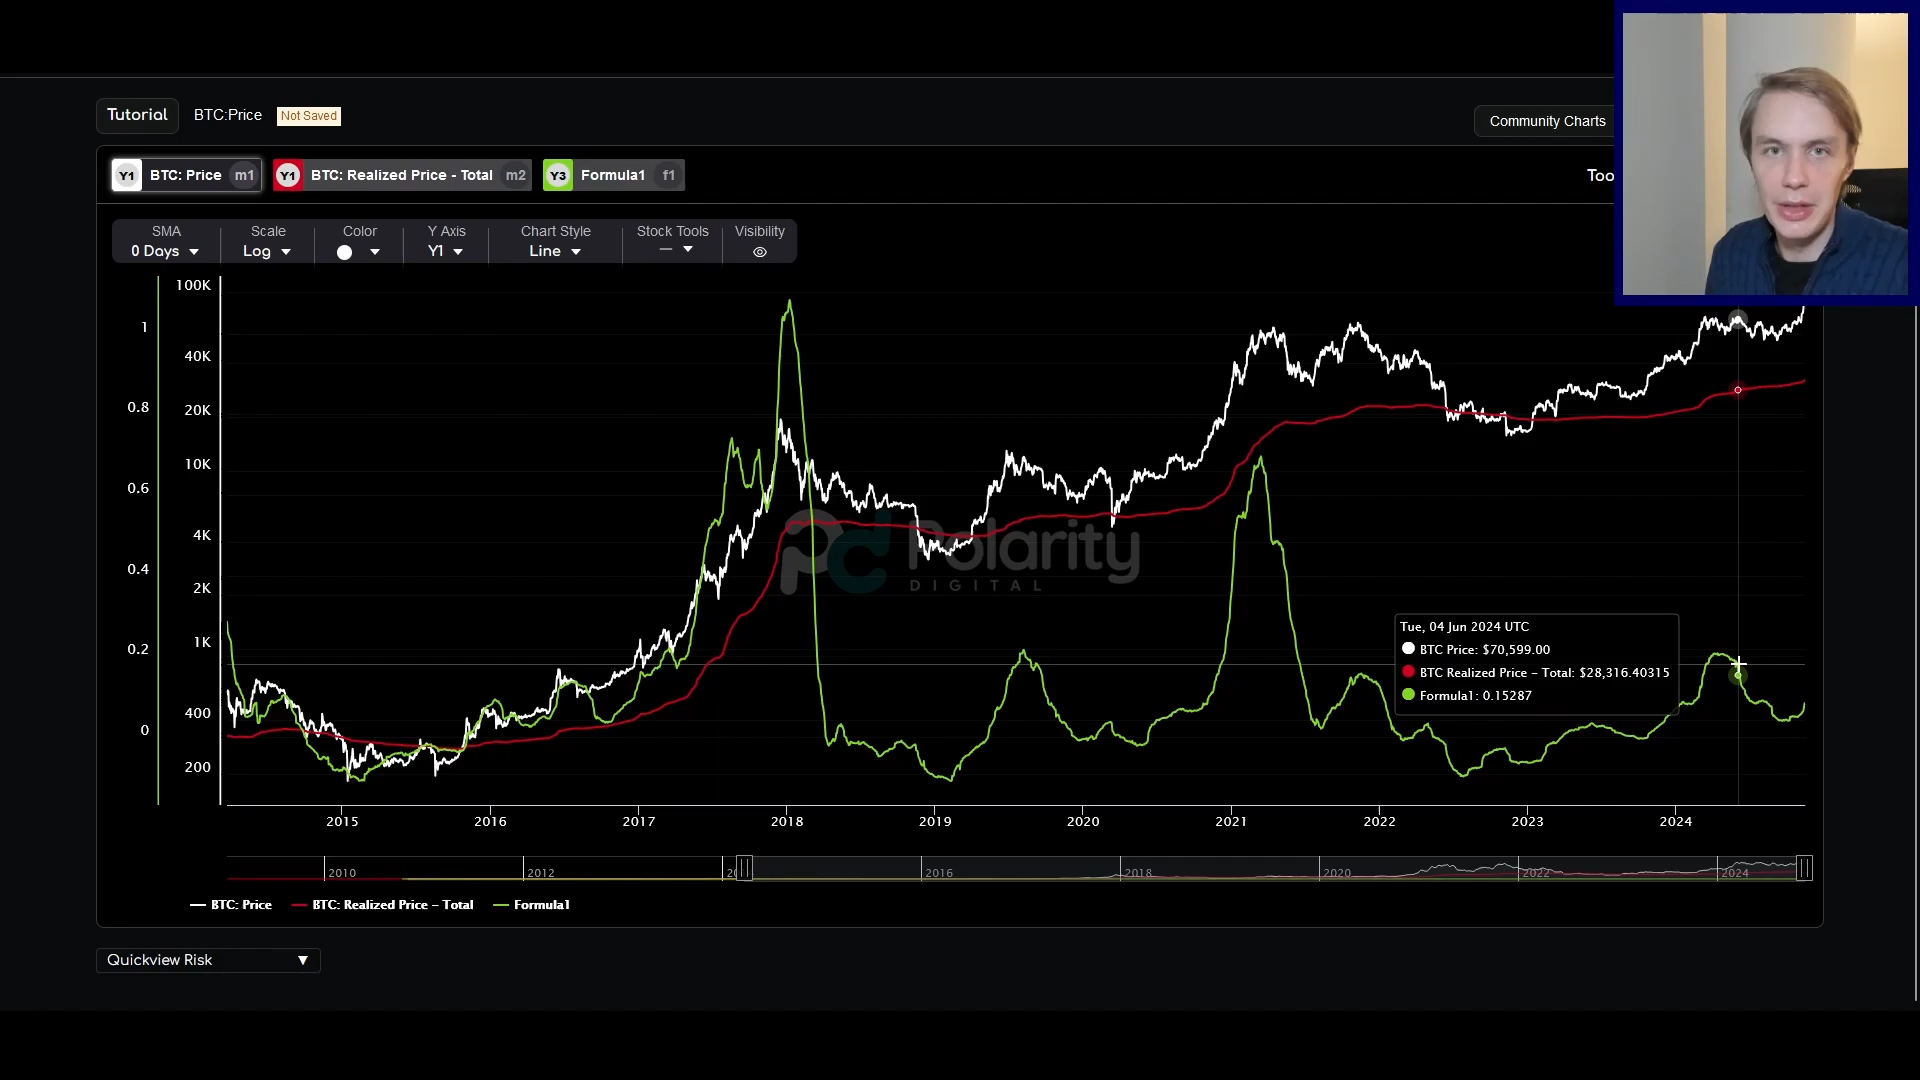 Tutorial BTC:Price Not Saved
Community Charts
Y1 BTC: Price m1 Y1 BTC: Realized Price - Total m2 Y3 Formula1 f1
Too
SMA Scale Color Y Axis Chart Style Stock Tools Visibility
0 Days Log Y1 Line
100K
1
40K
0.8
20K
10K
0.6
4K
0.4
2K
1K
0.2
400
0
200
Polarity
DIGITAL
Tue, 04 Jun 2024 UTC
BTC Price: $70,599.00
BTC Realized Price - Total: $28,316.40315
Formula1: 0.15287
2015 2016 2017 2018 2019 2020 2021 2022 2023 2024
2010 2012 2016 2018 2020 2022 2024
BTC: Price BTC: Realized Price - Total Formula1
Quickview Risk